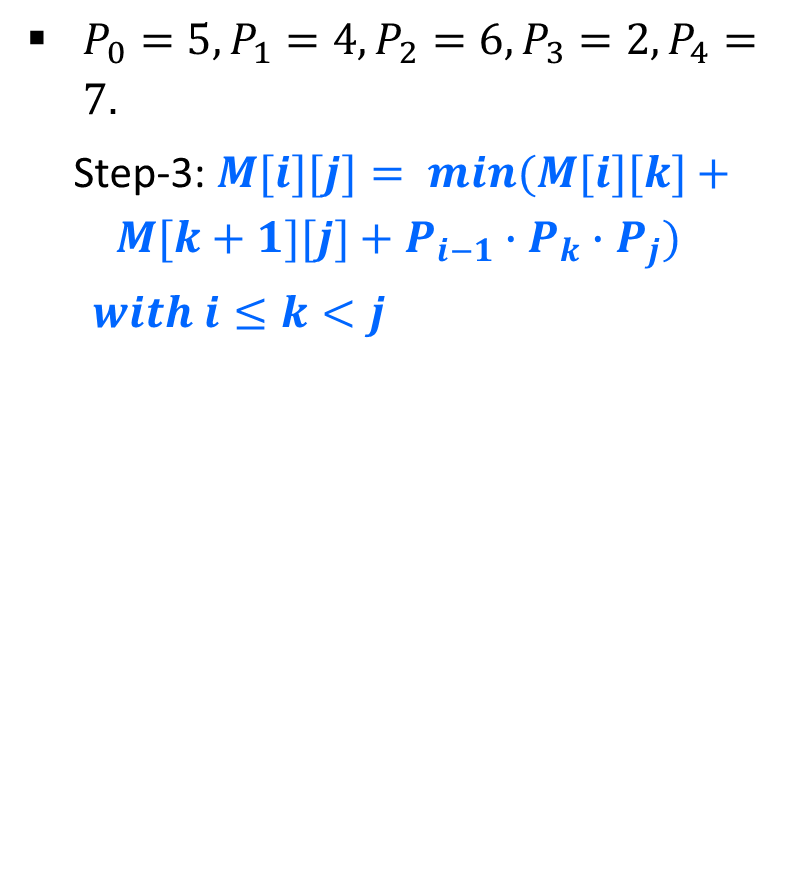 ▪ P₀ = 5, P₁ = 4, P₂ = 6, P₃ = 2, P₄ =
7.
Step-3: M[i][j] = min(M[i][k] +
M[k + 1][j] + Pᵢ₋₁ · Pₖ · Pⱼ)
with i ≤ k < j